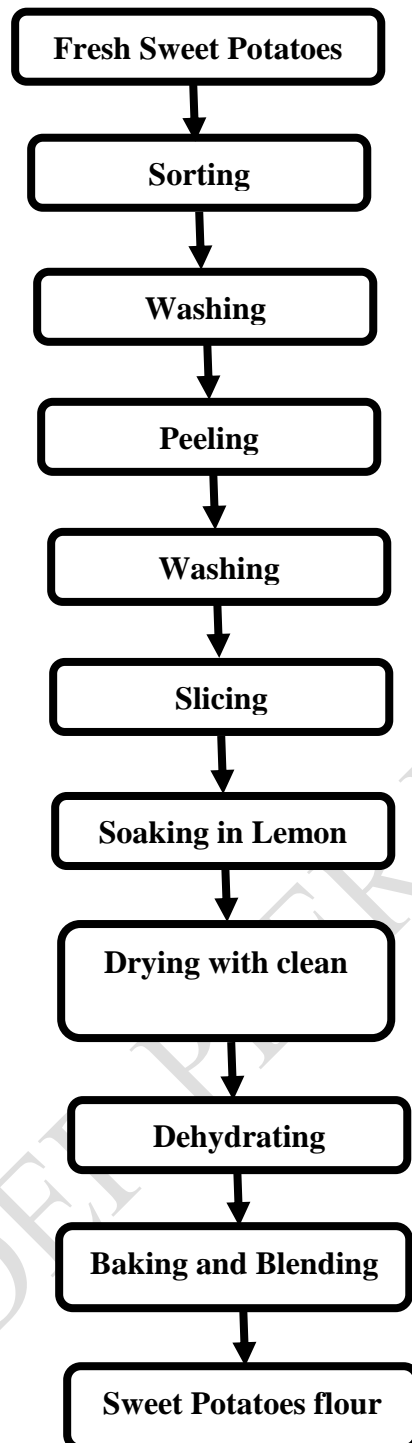 Fresh Sweet Potatoes
Sorting
Washing
Peeling
Washing
Slicing
Soaking in Lemon
Drying with clean
Dehydrating
Baking and Blending
Sweet Potatoes flour